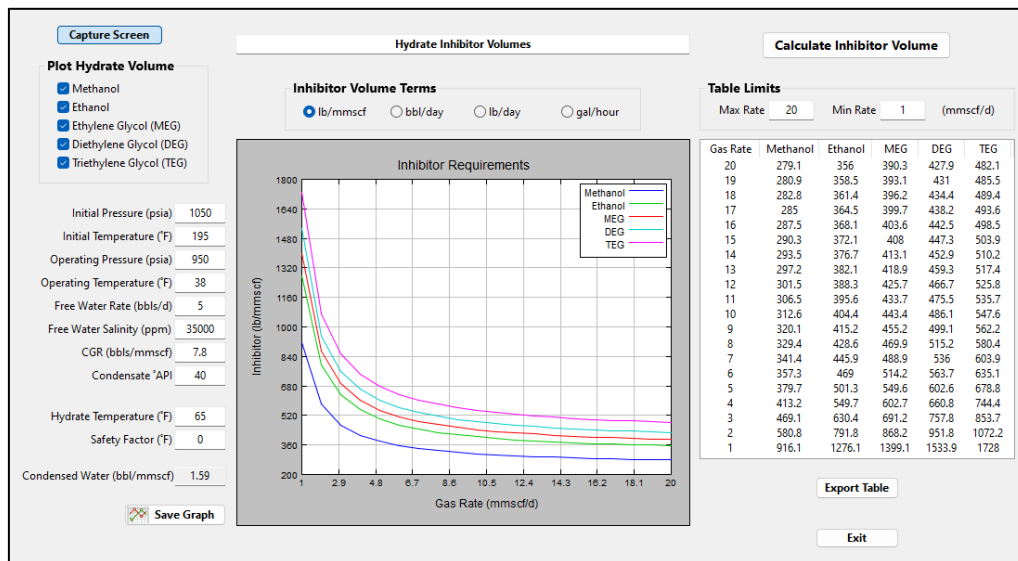 Capture Screen
Hydrate Inhibitor Volumes
Calculate Inhibitor Volume
Plot Hydrate Volume
Methanol
Ethanol
Ethylene Glycol (MEG)
Diethylene Glycol (DEG)
Triethylene Glycol (TEG)
Inhibitor Volume Terms
lb/mmscf bbl/day lb/day gal/hour
Table Limits
Max Rate 20 Min Rate 1 (mmscf/d)
Initial Pressure (psia) 1050
Initial Temperature (˚F) 195
Operating Pressure (psia) 950
Operating Temperature (˚F) 38
Free Water Rate (bbls/d) 5
Free Water Salinity (ppm) 35000
CGR (bbls/mmscf) 7.8
Condensate ˚API 40
Hydrate Temperature (˚F) 65
Safety Factor (˚F) 0
Condensed Water (bbl/mmscf) 1.59
Save Graph
Inhibitor Requirements
Methanol
Ethanol
MEG
DEG
TEG
Inhibitor (lb/mmscf)
1800
1640
1480
1320
1160
1000
840
680
520
360
200
1 2.9 4.8 6.7 8.6 10.5 12.4 14.3 16.2 18.1 20
Gas Rate (mmscf/d)
Gas Rate Methanol Ethanol MEG DEG TEG
20 279.1 356 390.3 427.9 482.1
19 280.9 358.5 393.1 431 485.5
18 282.8 361.4 396.2 434.4 489.4
17 285 364.5 399.7 438.2 493.6
16 287.5 368.1 403.6 442.5 498.5
15 290.3 372.1 408 447.3 503.9
14 293.5 376.7 413.1 452.9 510.2
13 297.2 382.1 418.9 459.3 517.4
12 301.5 388.3 425.7 466.7 525.8
11 306.5 395.6 433.7 475.5 535.7
10 312.6 404.4 443.4 486.1 547.6
9 320.1 415.2 455.2 499.1 562.2
8 329.4 428.6 469.9 515.2 580.4
7 341.4 445.9 488.9 536 603.9
6 357.3 469 514.2 563.7 635.1
5 379.7 501.3 549.6 602.6 678.8
4 413.2 549.7 602.7 660.8 744.4
3 469.1 630.4 691.2 757.8 853.7
2 580.8 791.8 868.2 951.8 1072.2
1 916.1 1276.1 1399.1 1533.9 1728
Export Table
Exit